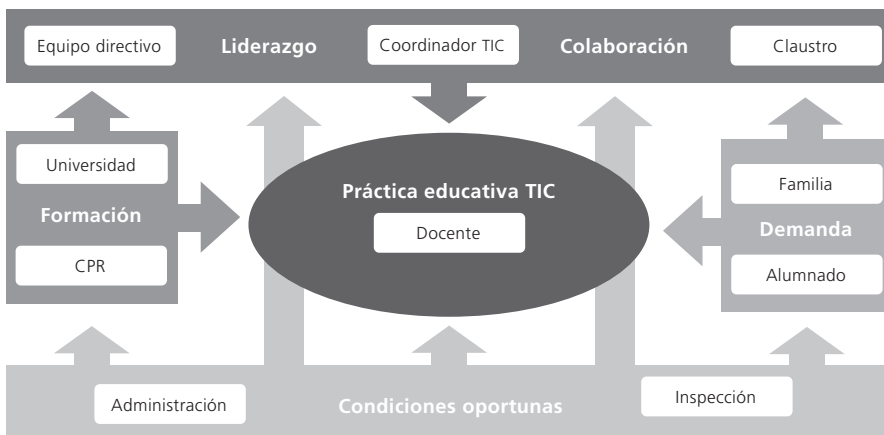 Equipo directivo
Liderazgo
Coordinador TIC
Colaboración
Claustro
Universidad
Formación
CPR
Práctica educativa TIC
Docente
Familia
Demanda
Alumnado
Administración
Condiciones oportunas
Inspección